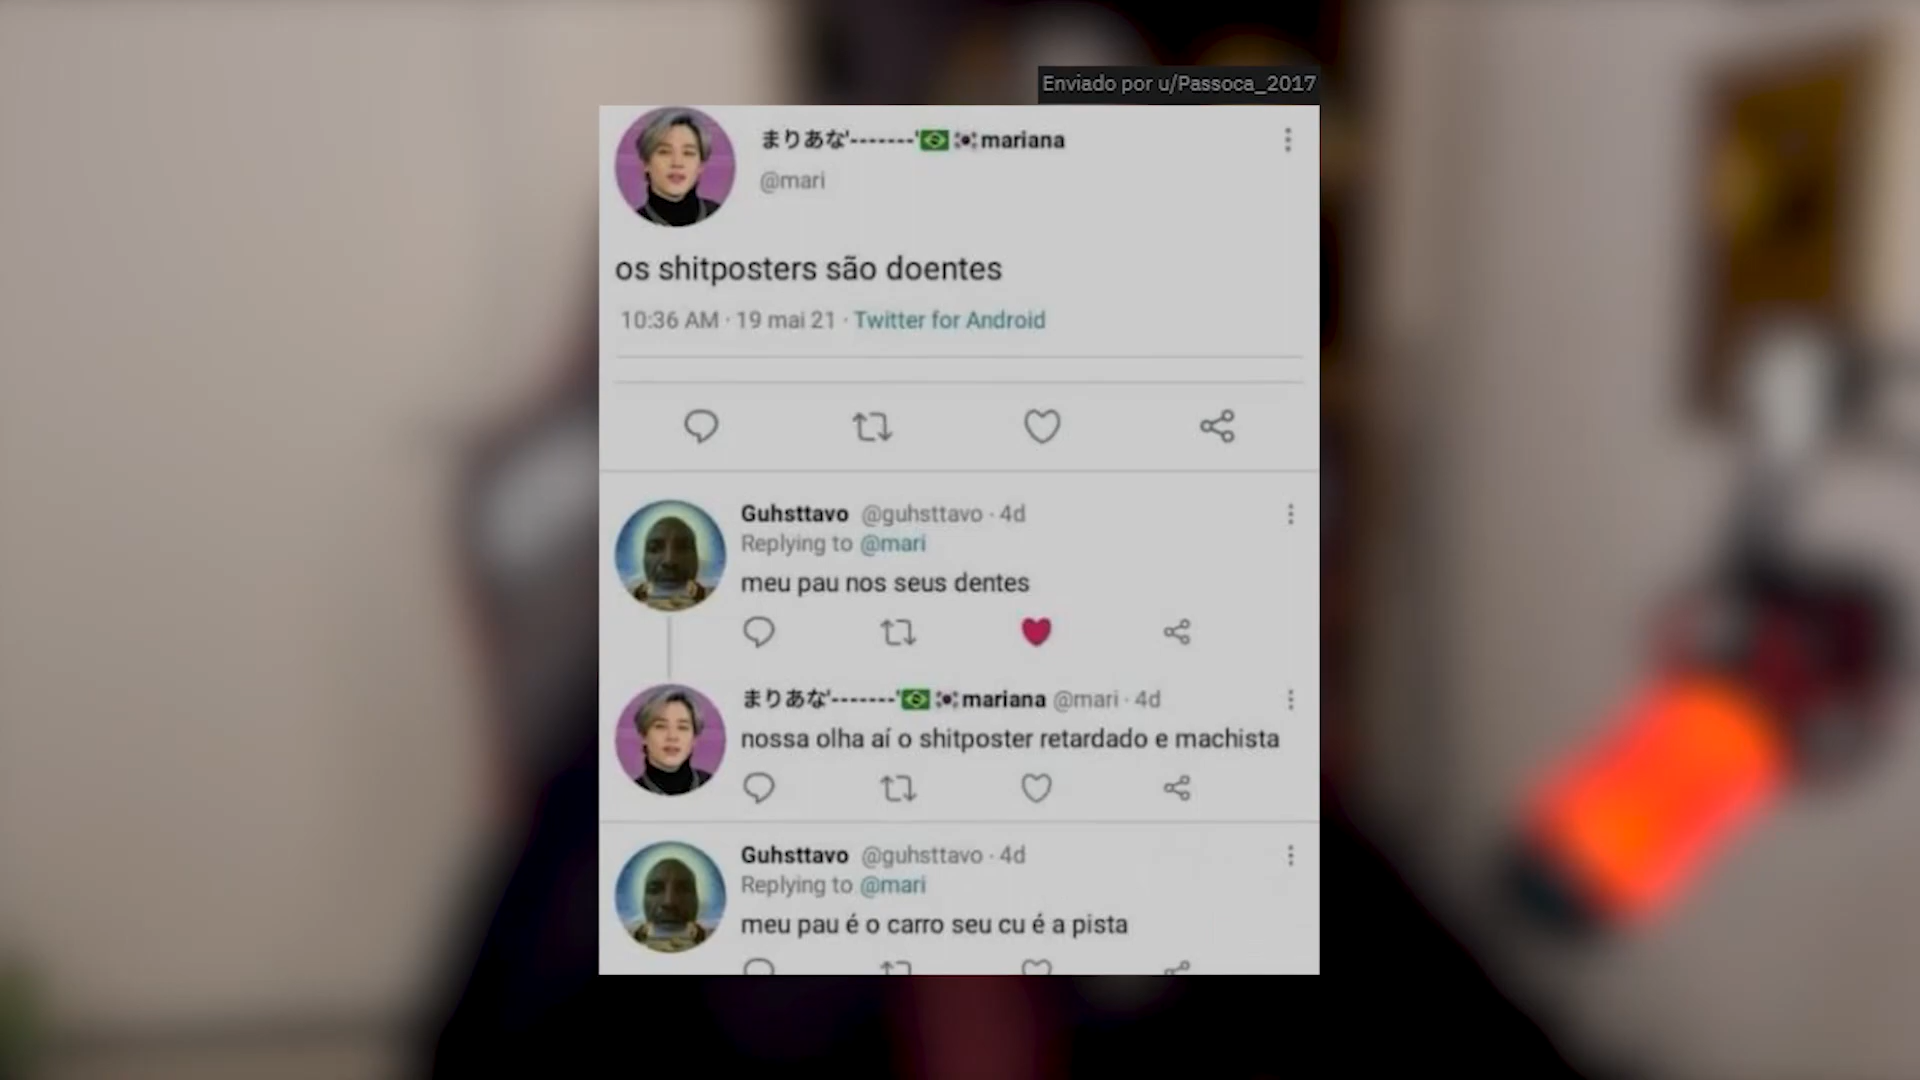 Enviado por u/Passoca_2017
まりあな'-------'🇧🇷🇰🇷mariana
@mari
os shitposters são doentes
10:36 AM · 19 mai 21 · Twitter for Android
Guhsttavo @guhsttavo · 4d
Replying to @mari
meu pau nos seus dentes
まりあな'-------'🇧🇷🇰🇷mariana @mari · 4d
nossa olha aí o shitposter retardado e machista
Guhsttavo @guhsttavo · 4d
Replying to @mari
meu pau é o carro seu cu é a pista